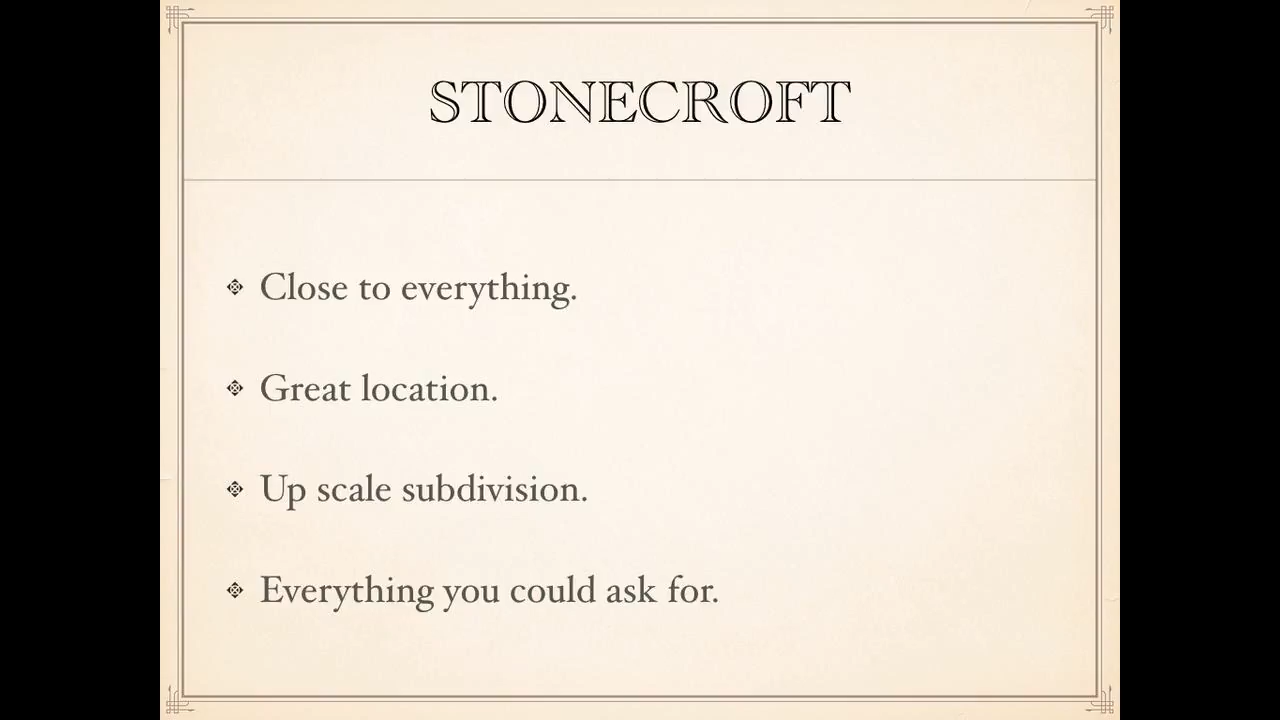 STONECROFT
Close to everything.
Great location.
Up scale subdivision.
Everything you could ask for.